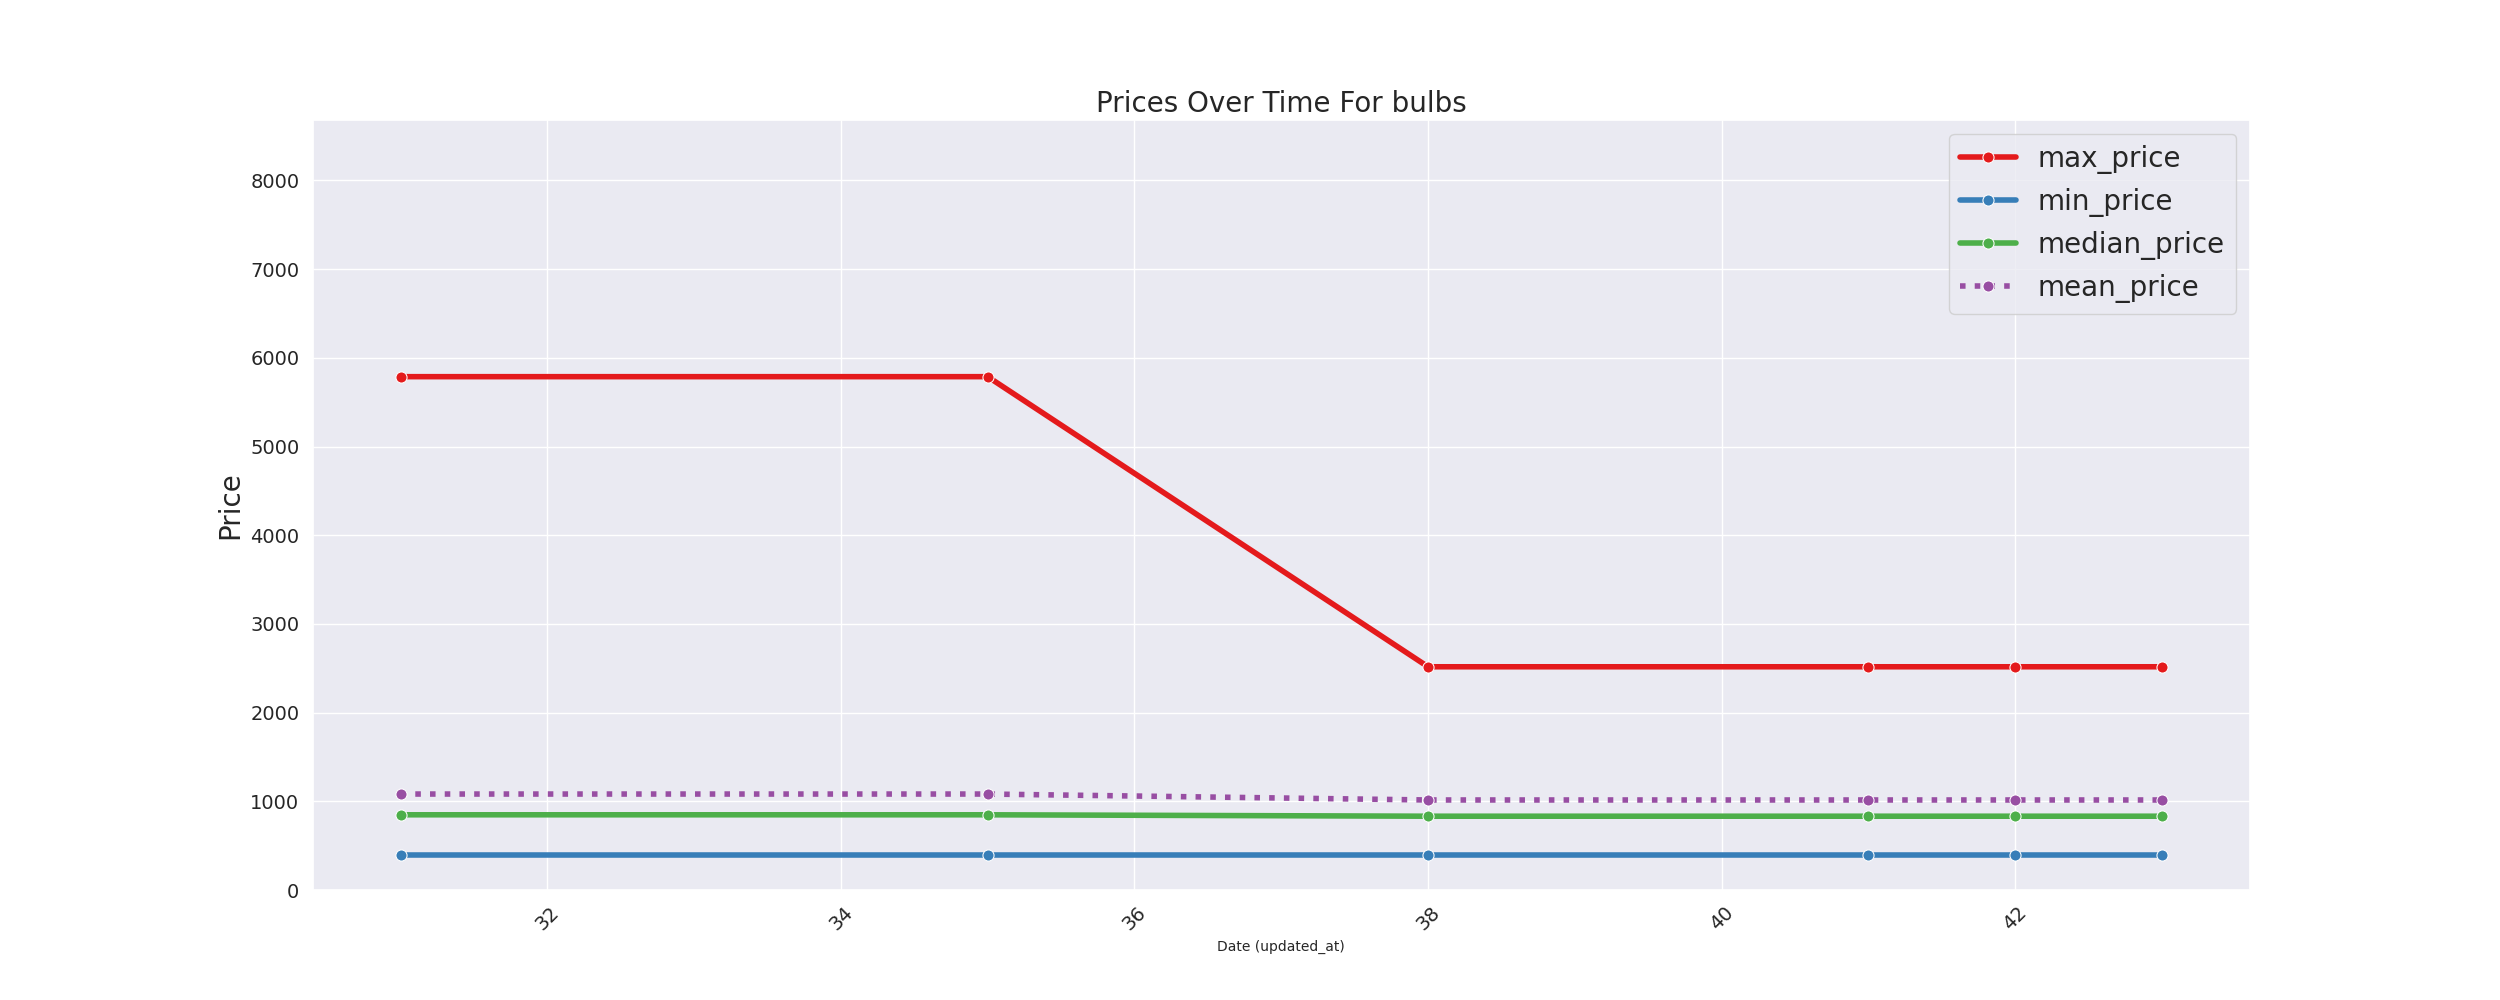 Prices Over Time For bulbs
max_price
min_price
median_price
mean_price
8000
7000
6000
5000
4000
3000
2000
1000
0
Price
32
34
36
38
40
42
Date (updated_at)